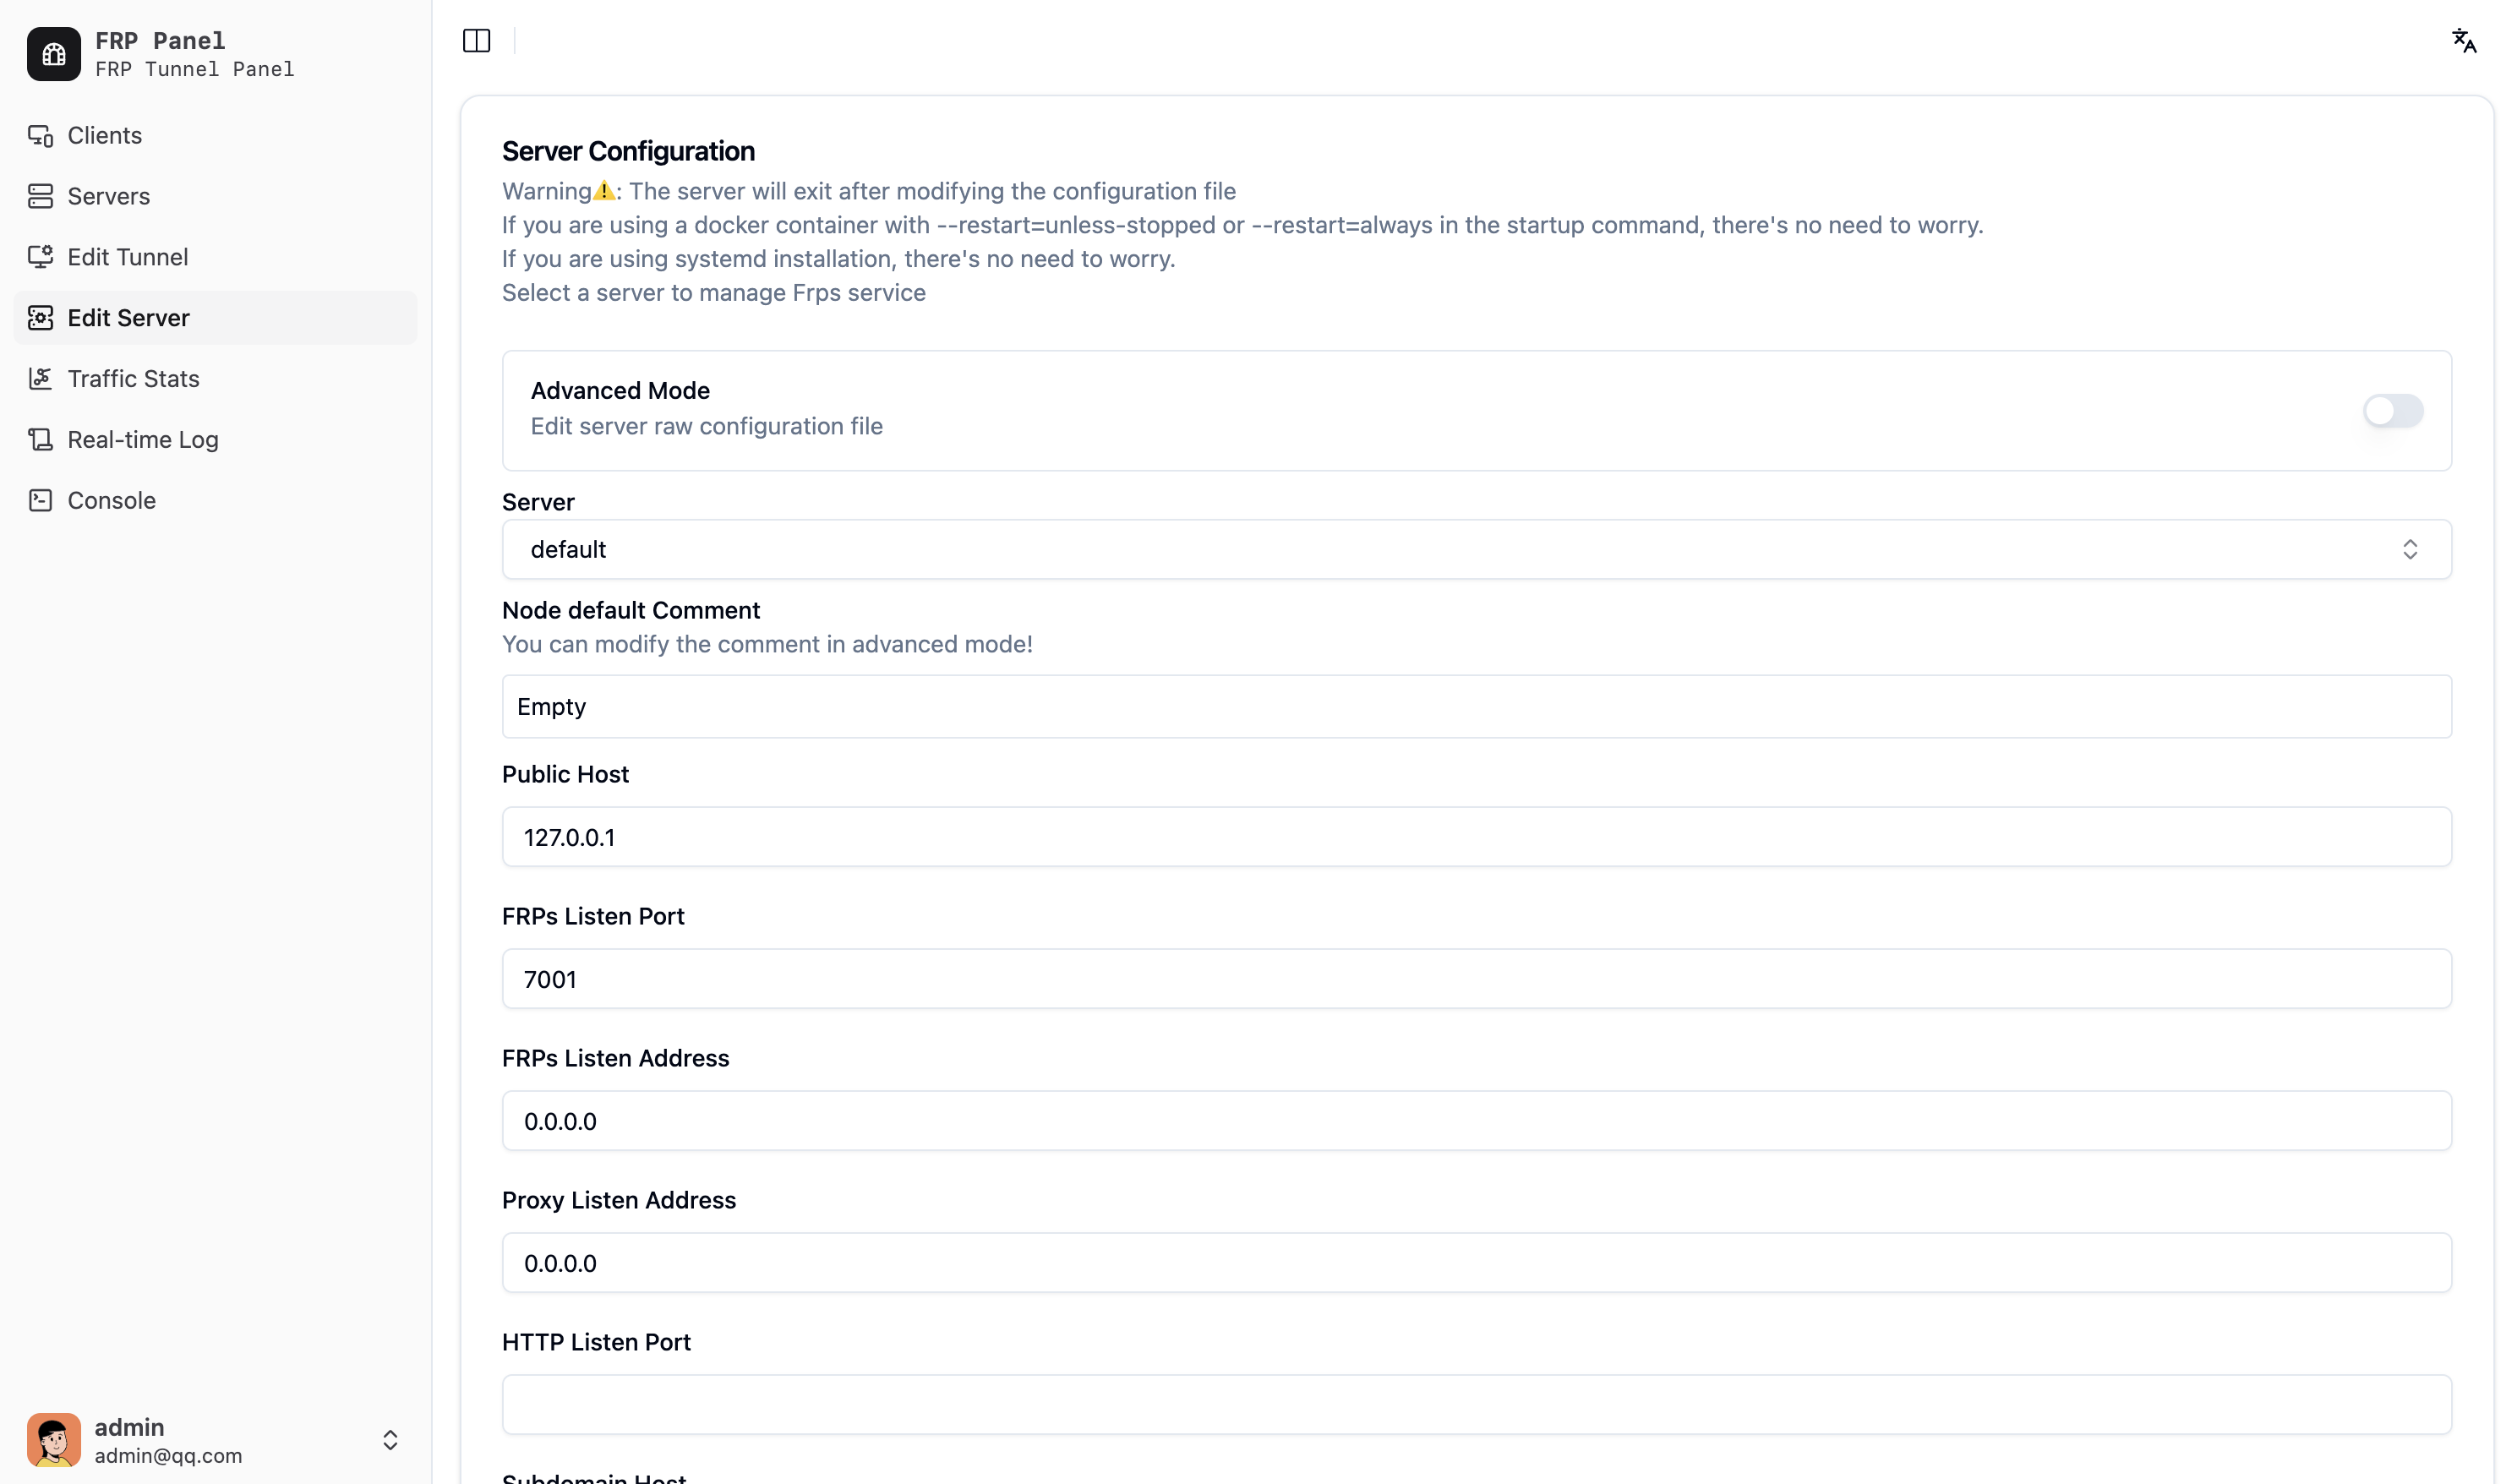 FRP Panel
FRP Tunnel Panel
Clients
Servers
Edit Tunnel
Edit Server
Traffic Stats
Real-time Log
Console
admin
admin@qq.com
Server Configuration
Warning⚠️: The server will exit after modifying the configuration file
If you are using a docker container with --restart=unless-stopped or --restart=always in the startup command, there's no need to worry.
If you are using systemd installation, there's no need to worry.
Select a server to manage Frps service
Advanced Mode
Edit server raw configuration file
Server
default
Node default Comment
You can modify the comment in advanced mode!
Empty
Public Host
127.0.0.1
FRPs Listen Port
7001
FRPs Listen Address
0.0.0.0
Proxy Listen Address
0.0.0.0
HTTP Listen Port
Subdomain Host